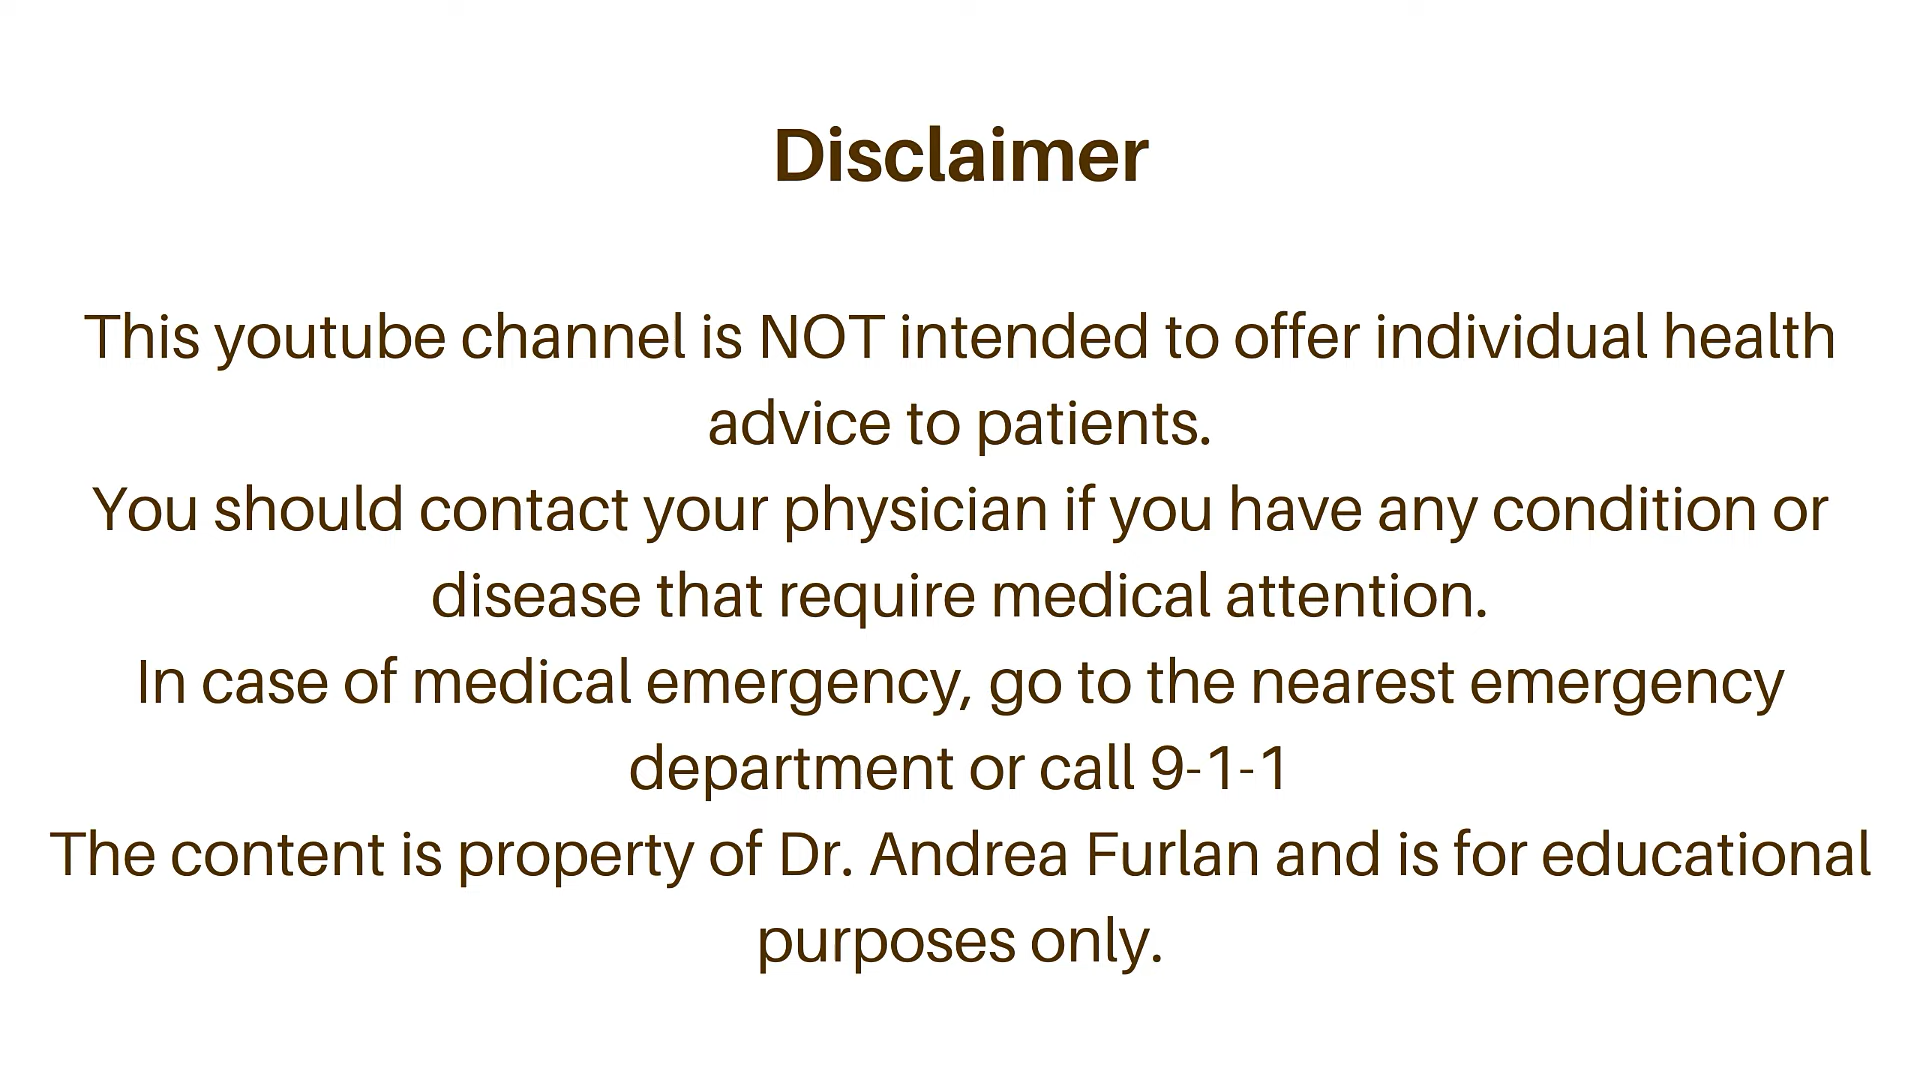 Disclaimer
This youtube channel is NOT intended to offer individual health
advice to patients.
You should contact your physician if you have any condition or
disease that require medical attention.
In case of medical emergency, go to the nearest emergency
department or call 9-1-1
The content is property of Dr. Andrea Furlan and is for educational
purposes only.